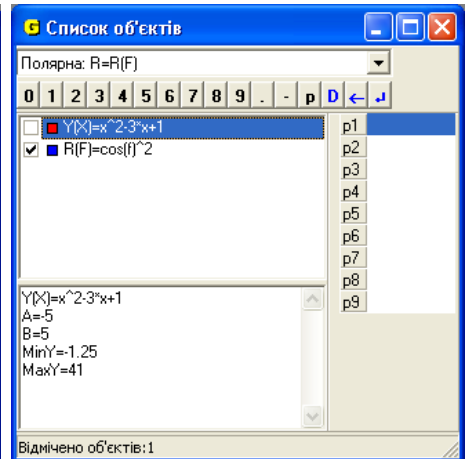 G Список об'єктів
Полярна: R=R(F)
0 1 2 3 4 5 6 7 8 9 . - p D ← ↲
Y(X)=x^2-3*x+1
R(F)=cos(f)^2
p1
p2
p3
p4
p5
p6
p7
p8
p9
Y(X)=x^2-3*x+1
A=-5
B=5
MinY=-1.25
MaxY=41
Відмічено об'єктів:1